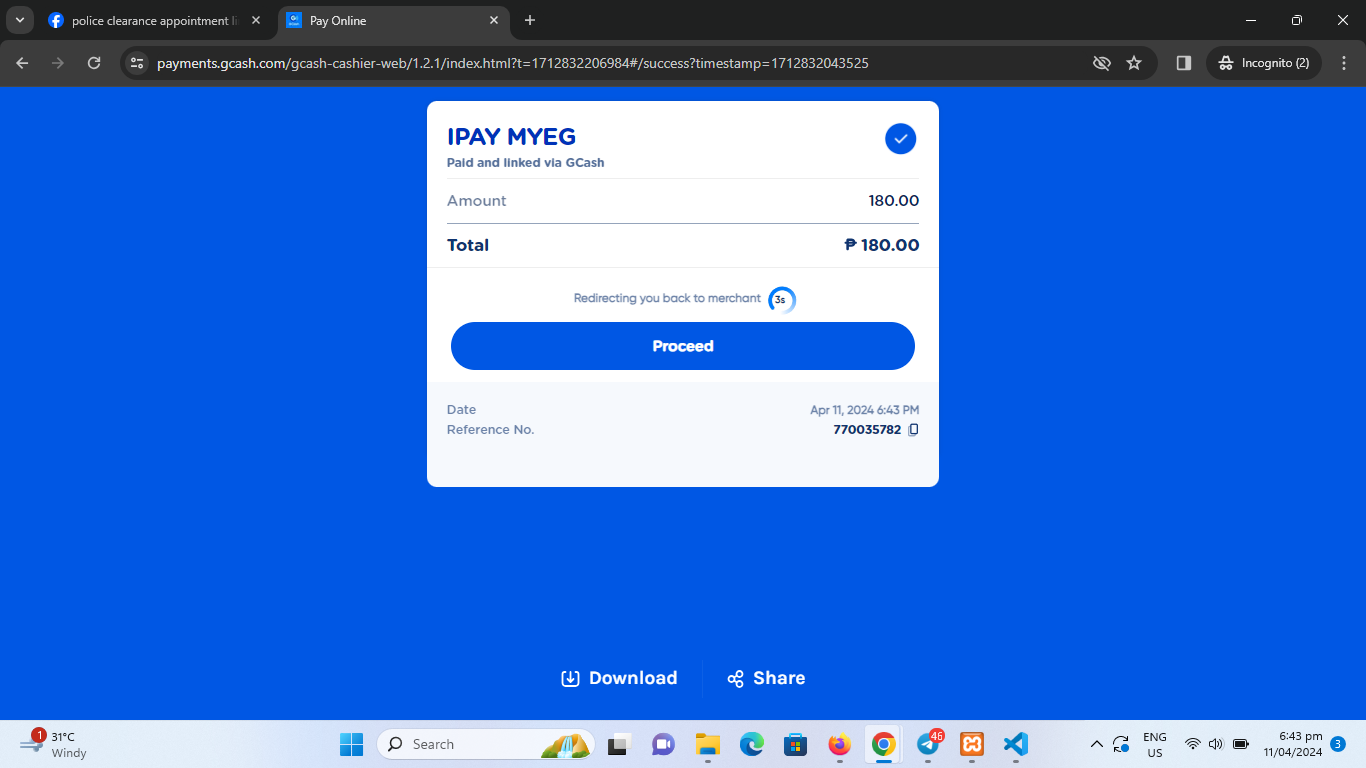 police clearance appointment li
Pay Online
payments.gcash.com/gcash-cashier-web/1.2.1/index.html?t=1712832206984#/success?timestamp=1712832043525
Incognito (2)
IPAY MYEG
Paid and linked via GCash
Amount 180.00
Total ₱ 180.00
Redirecting you back to merchant 3s
Proceed
Date Apr 11, 2024 6:43 PM
Reference No. 770035782
Download
Share
1
31°C
Windy
Search
46
ENG
US
6:43 pm
11/04/2024
3